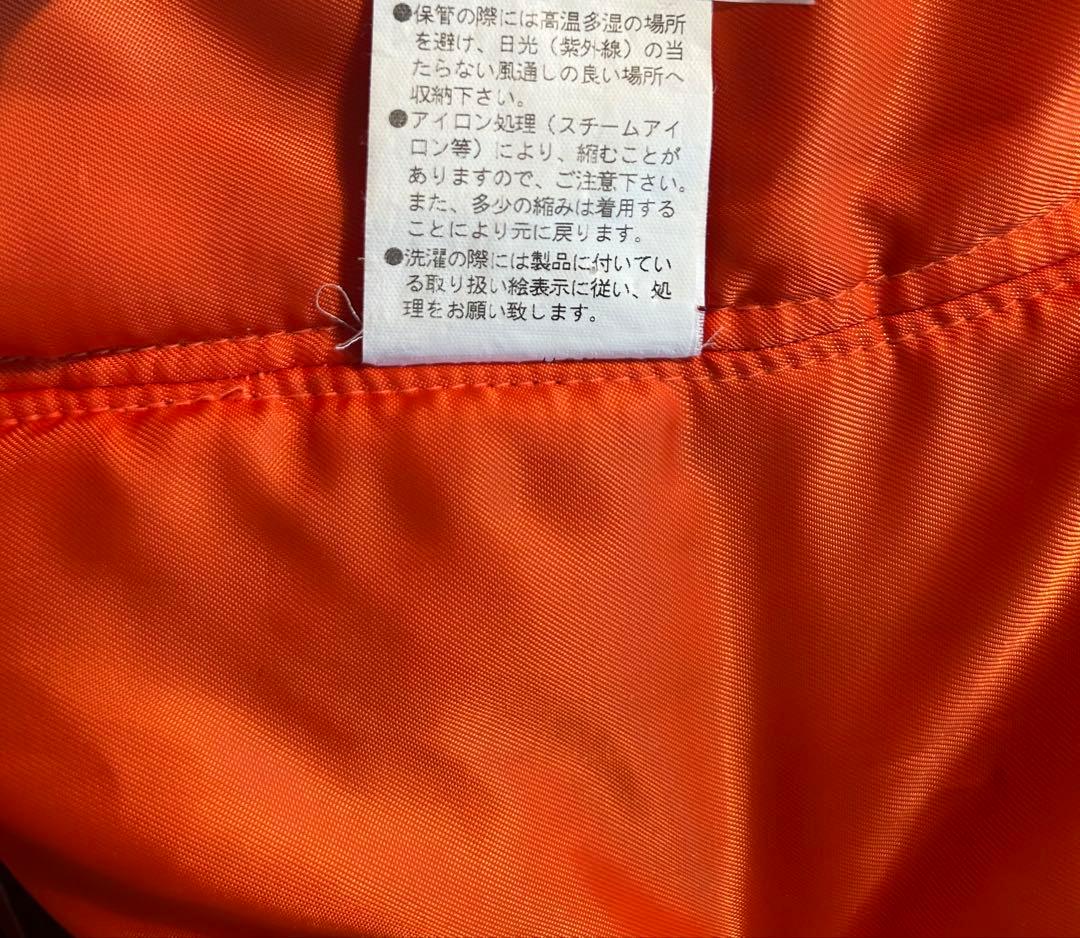 ●保管の際には高温多湿の場所
を避け、日光（紫外線）の当
たらない風通しの良い場所へ
収納下さい。
●アイロン処理（スチームアイ
ロン等）により、縮むことが
ありますので、ご注意下さい。
また、多少の縮みは着用する
ことにより元に戻ります。
●洗濯の際には製品に付いてい
る取り扱い絵表示に従い、処
理をお願い致します。